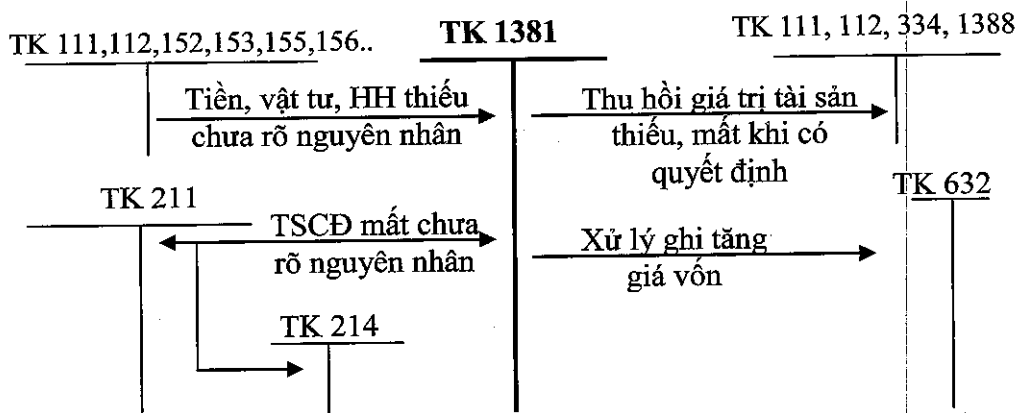 TK 111,112,152,153,155,156..
TK 1381
TK 111, 112, 334, 1388
Tiền, vật tư, HH thiếu
chưa rõ nguyên nhân
Thu hồi giá trị tài sản
thiếu, mất khi có
quyết định
TK 211
TK 632
TSCĐ mất chưa
rõ nguyên nhân
Xử lý ghi tăng
giá vốn
TK 214